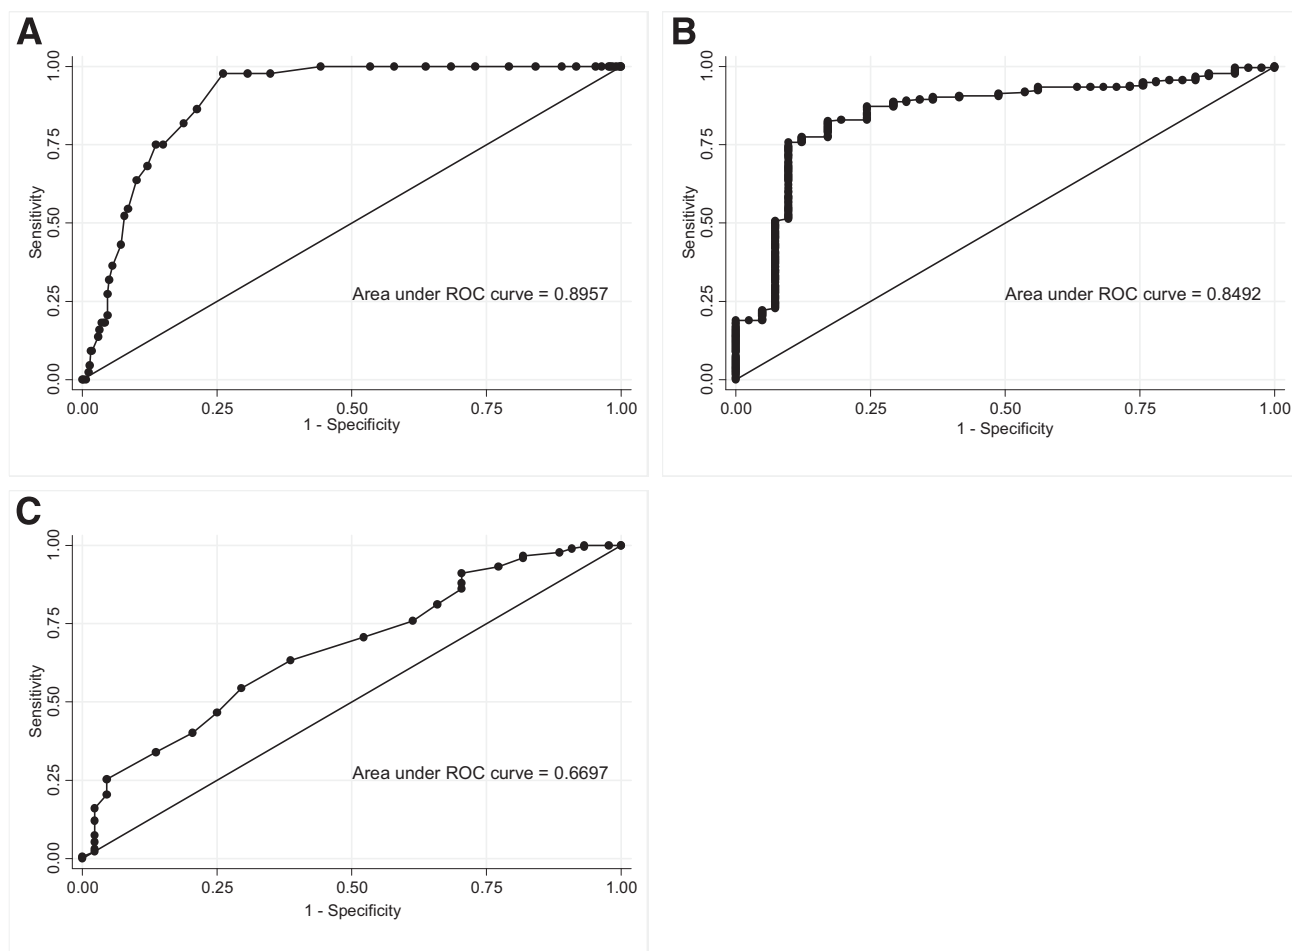 A
1.00
0.75
0.50
0.25
0.00
Sensitivity
Area under ROC curve = 0.8957
0.00 0.25 0.50 0.75 1.00
1 - Specificity
B
1.00
0.75
0.50
0.25
0.00
Sensitivity
Area under ROC curve = 0.8492
0.00 0.25 0.50 0.75 1.00
1 - Specificity
C
1.00
0.75
0.50
0.25
0.00
Sensitivity
Area under ROC curve = 0.6697
0.00 0.25 0.50 0.75 1.00
1 - Specificity